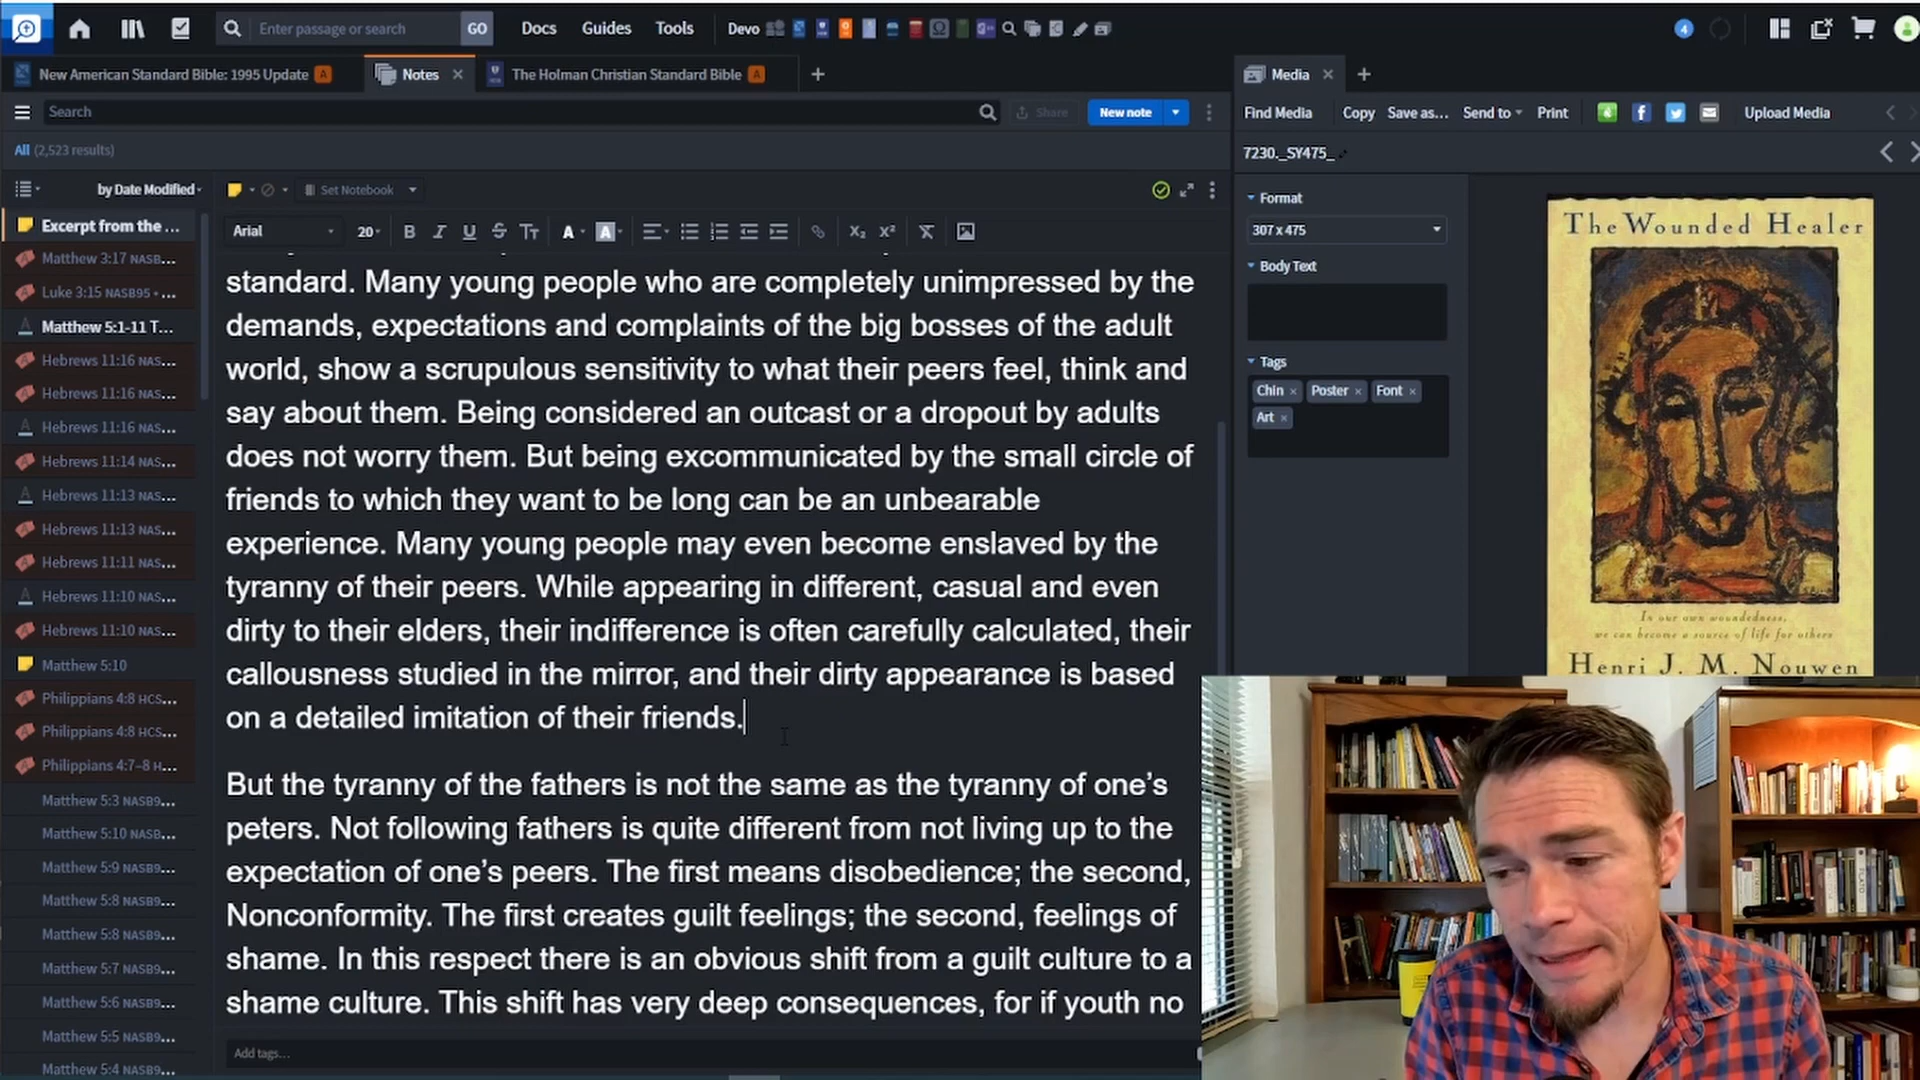 Enter passage or search
GO
Docs
Guides
Tools
Devo
4
New American Standard Bible: 1995 Update A
Notes
The Holman Christian Standard Bible A
Media
Search
Share
New note
Find Media
Copy
Save as...
Send to
Print
Upload Media
All (2,523 results)
7230._SY475_
by Date Modified
Set Notebook
Arial
20
Excerpt from the ...
Matthew 3:17 NASB...
Luke 3:15 NASB95 • ...
Matthew 5:1-11 T...
Hebrews 11:16 NAS...
Hebrews 11:16 NAS...
Hebrews 11:16 NAS...
Hebrews 11:14 NAS...
Hebrews 11:13 NAS...
Hebrews 11:13 NAS...
Hebrews 11:11 NAS...
Hebrews 11:10 NAS...
Hebrews 11:10 NAS...
Matthew 5:10
Philippians 4:8 HCS...
Philippians 4:8 HCS...
Philippians 4:7–8 H...
Matthew 5:3 NASB9...
Matthew 5:10 NASB...
Matthew 5:9 NASB9...
Matthew 5:8 NASB9...
Matthew 5:8 NASB9...
Matthew 5:7 NASB9...
Matthew 5:6 NASB9...
Matthew 5:5 NASB9...
Matthew 5:4 NASB9...
standard. Many young people who are completely unimpressed by the
demands, expectations and complaints of the big bosses of the adult
world, show a scrupulous sensitivity to what their peers feel, think and
say about them. Being considered an outcast or a dropout by adults
does not worry them. But being excommunicated by the small circle of
friends to which they want to be long can be an unbearable
experience. Many young people may even become enslaved by the
tyranny of their peers. While appearing in different, casual and even
dirty to their elders, their indifference is often carefully calculated, their
callousness studied in the mirror, and their dirty appearance is based
on a detailed imitation of their friends.
But the tyranny of the fathers is not the same as the tyranny of one’s
peters. Not following fathers is quite different from not living up to the
expectation of one’s peers. The first means disobedience; the second,
Nonconformity. The first creates guilt feelings; the second, feelings of
shame. In this respect there is an obvious shift from a guilt culture to a
shame culture. This shift has very deep consequences, for if youth no
Add tags...
Format
307 x 475
Body Text
Tags
Chin
Poster
Font
Art
The Wounded Healer
In our own woundedness,
we can become a source of life for others
Henri J. M. Nouwen